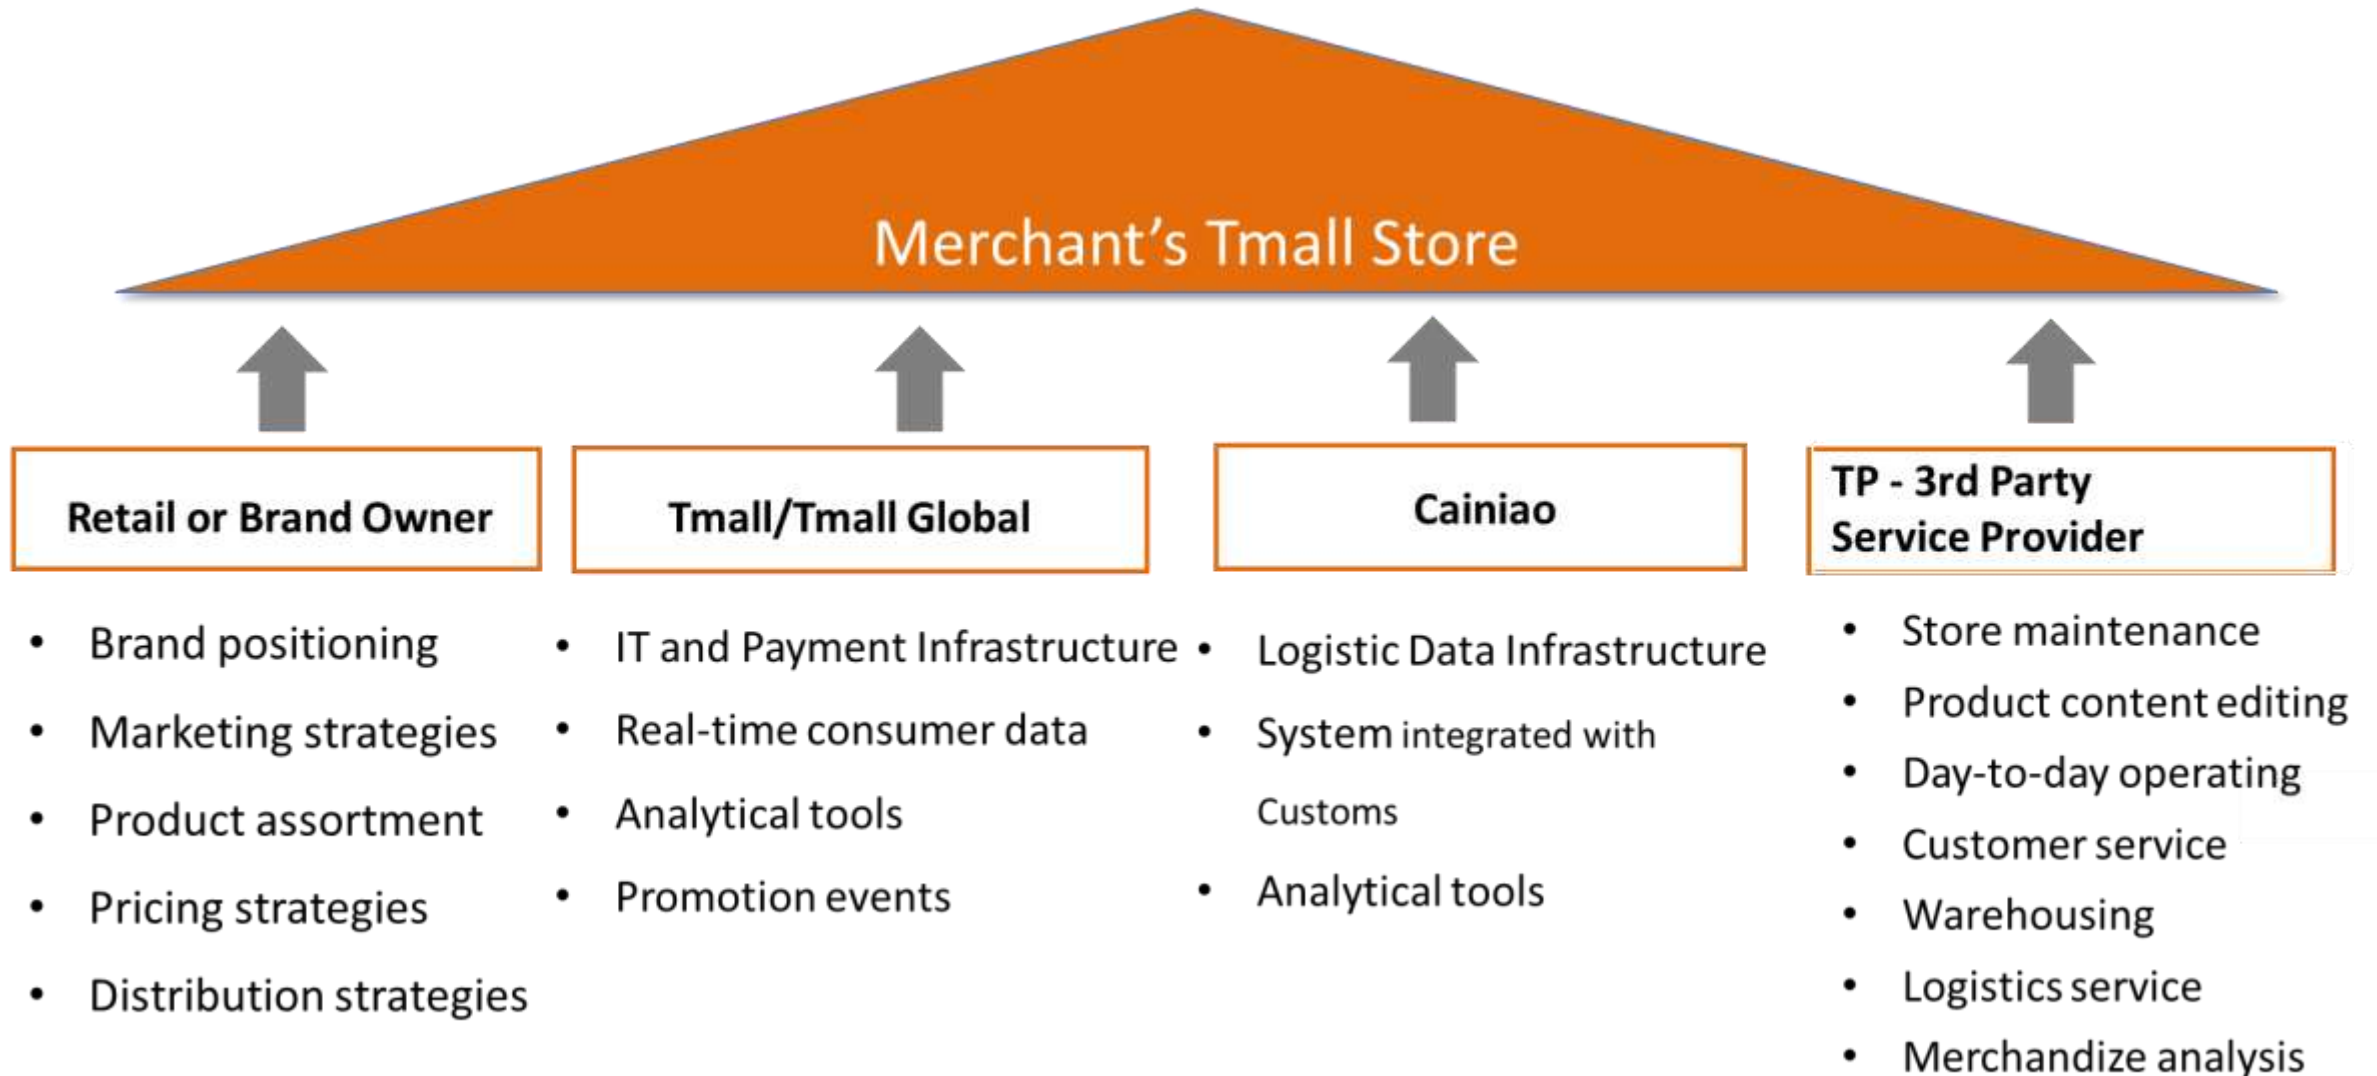 Merchant's Tmall Store
Retail or Brand Owner
• Brand positioning
• Marketing strategies
• Product assortment
• Pricing strategies
• Distribution strategies
Tmall/Tmall Global
• IT and Payment Infrastructure
• Real-time consumer data
• Analytical tools
• Promotion events
Cainiao
• Logistic Data Infrastructure
• System integrated with
Customs
• Analytical tools
TP - 3rd Party
Service Provider
• Store maintenance
• Product content editing
• Day-to-day operating
• Customer service
• Warehousing
• Logistics service
• Merchandize analysis